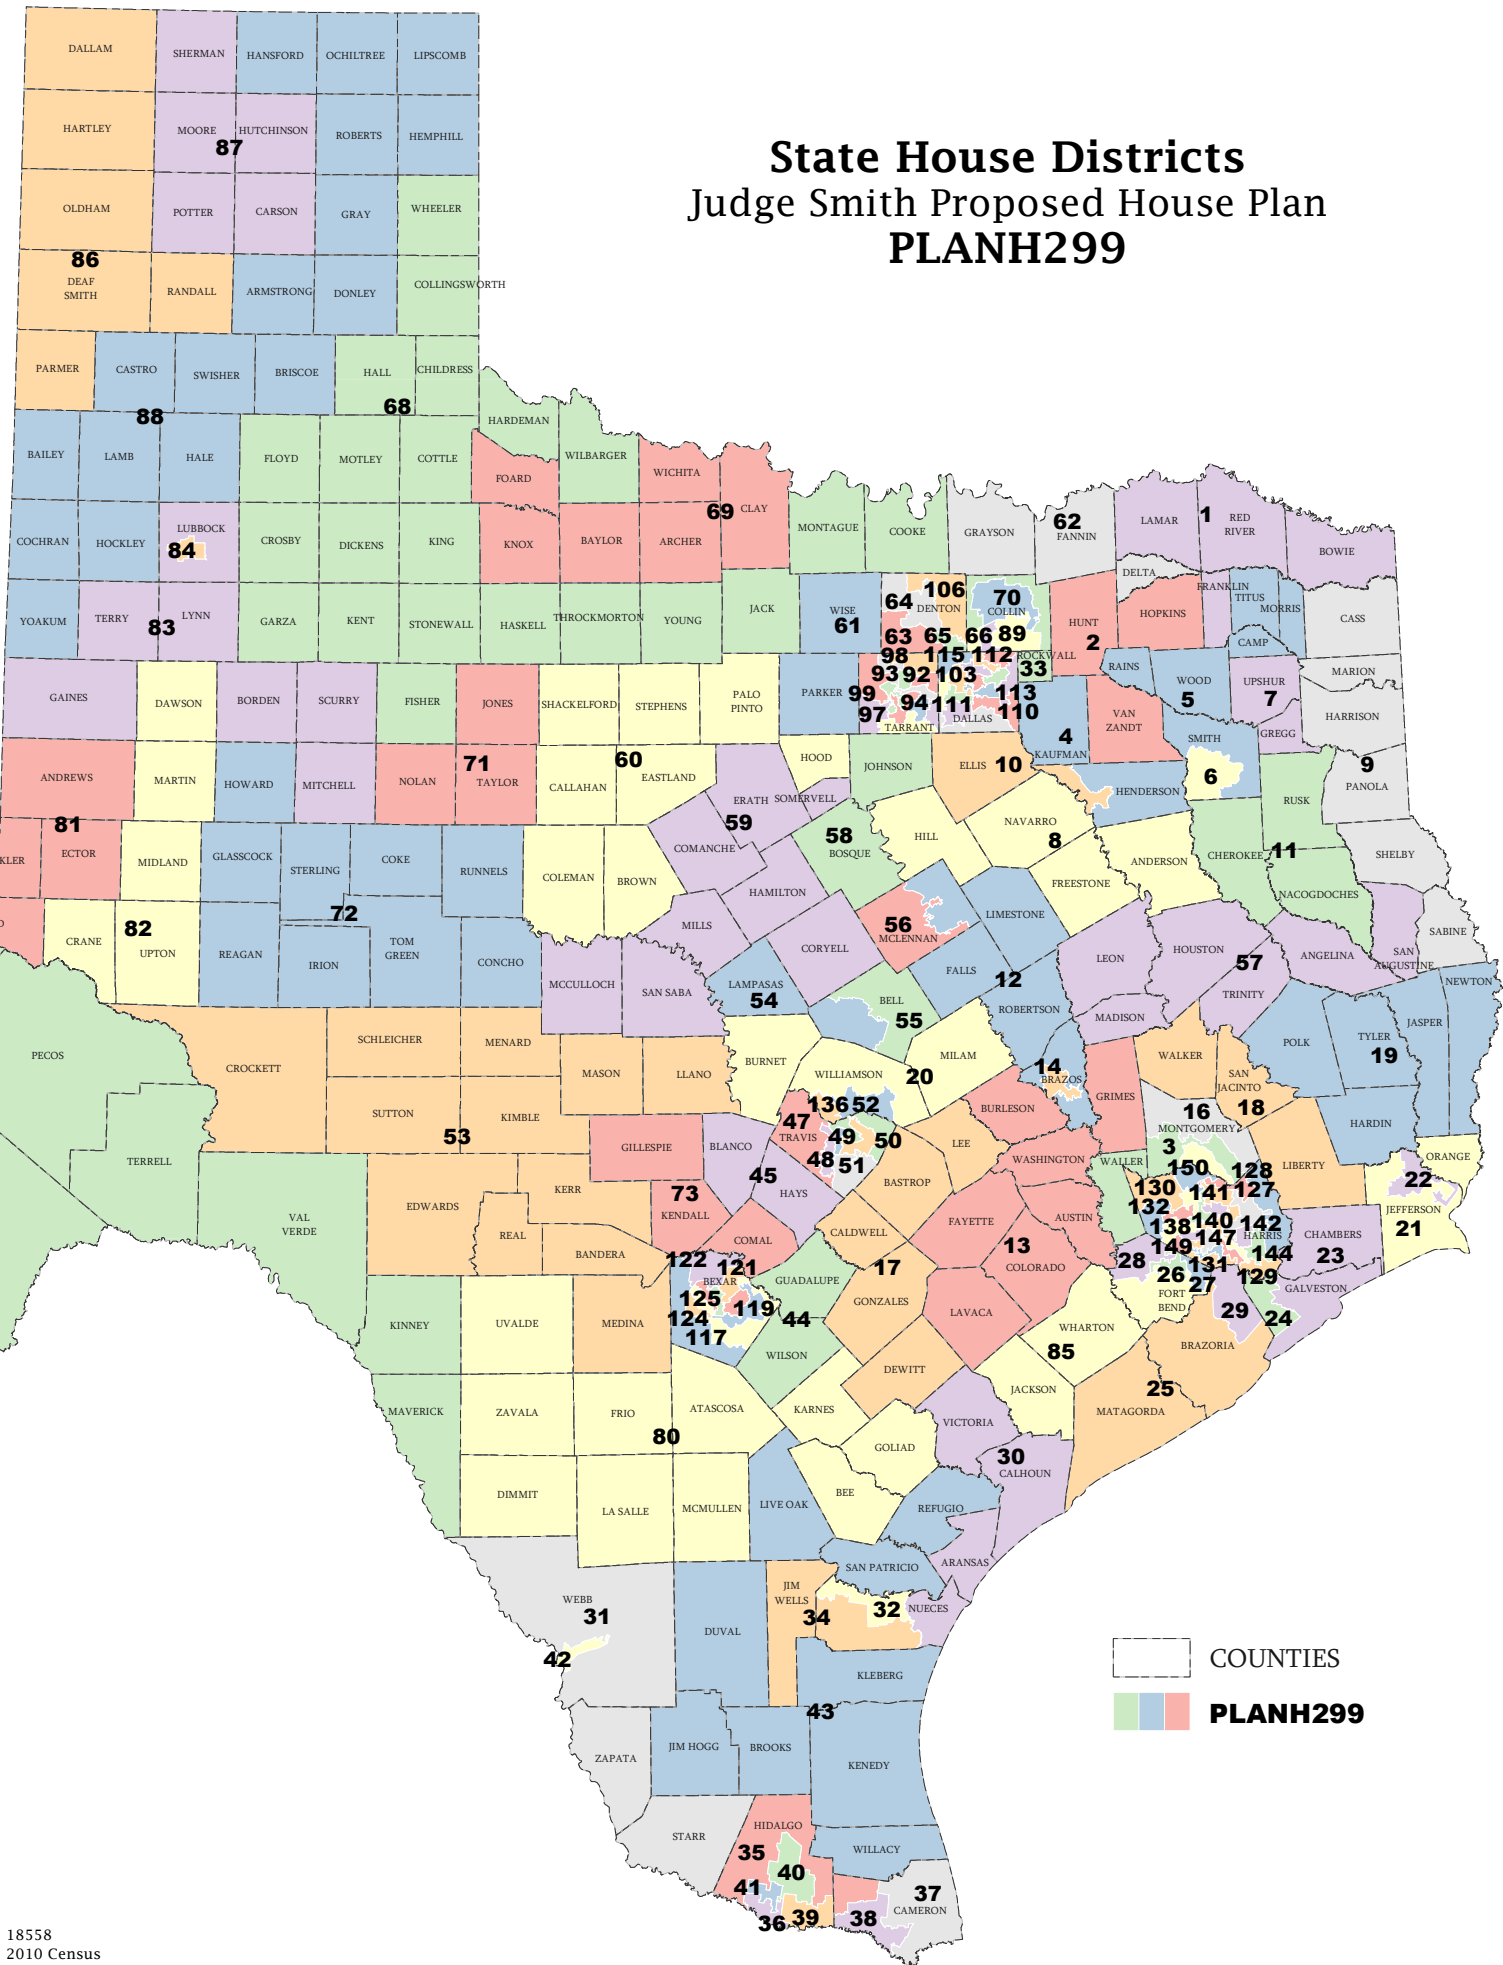 State House Districts
Judge Smith Proposed House Plan
PLANH299
DALLAM
SHERMAN
HANSFORD
OCHILTREE
LIPSCOMB
HARTLEY
MOORE
HUTCHINSON
ROBERTS
HEMPHILL
87
OLDHAM
POTTER
CARSON
GRAY
WHEELER
86
DEAF
SMITH
RANDALL
ARMSTRONG
DONLEY
COLLINGSWORTH
PARMER
CASTRO
SWISHER
BRISCOE
HALL
CHILDRESS
88
68
HARDEMAN
BAILEY
LAMB
HALE
FLOYD
MOTLEY
COTTLE
FOARD
WILBARGER
WICHITA
69
CLAY
COCHRAN
HOCKLEY
LUBBOCK
84
CROSBY
DICKENS
KING
KNOX
BAYLOR
ARCHER
MONTAGUE
COOKE
GRAYSON
62
FANNIN
LAMAR
1
RED
RIVER
BOWIE
DELTA
YOAKUM
TERRY
LYNN
83
GARZA
KENT
STONEWALL
HASKELL
THROCKMORTON
YOUNG
JACK
WISE
61
64
106
DENTON
70
COLLIN
63
65
66
89
HUNT
2
HOPKINS
FRANKLIN
TITUS
MORRIS
CAMP
CASS
GAINES
DAWSON
BORDEN
SCURRY
FISHER
JONES
SHACKELFORD
STEPHENS
PALO
PINTO
PARKER
98
115
112
ROCKWALL
33
93
92
103
99
97
94
111
113
110
TARRANT
DALLAS
RAINS
WOOD
5
UPSHUR
7
MARION
HARRISON
GREGG
VAN
ZANDT
SMITH
6
4
KAUFMAN
ANDREWS
MARTIN
HOWARD
MITCHELL
NOLAN
71
TAYLOR
CALLAHAN
60
EASTLAND
HOOD
JOHNSON
ELLIS
10
HENDERSON
RUSK
9
PANOLA
ERATH
SOMERVELL
59
58
BOSQUE
HILL
NAVARRO
8
81
KLER
ECTOR
MIDLAND
GLASSCOCK
STERLING
COKE
RUNNELS
COLEMAN
BROWN
COMANCHE
HAMILTON
FREESTONE
ANDERSON
CHEROKEE
11
SHELBY
NACOGDOCHES
72
CRANE
82
UPTON
REAGAN
IRION
TOM
GREEN
CONCHO
MILLS
CORYELL
56
MCLENNAN
LIMESTONE
FALLS
12
LEON
HOUSTON
57
ANGELINA
SAN
AUGUSTINE
SABINE
MCCULLOCH
SAN SABA
LAMPASAS
54
BELL
55
ROBERTSON
MADISON
TRINITY
NEWTON
PECOS
CROCKETT
SCHLEICHER
MENARD
MASON
LLANO
BURNET
WILLIAMSON
20
MILAM
14
BRAZOS
GRIMES
WALKER
SAN
JACINTO
18
POLK
TYLER
19
JASPER
HARDIN
SUTTON
KIMBLE
53
GILLESPIE
BLANCO
136
52
47
TRAVIS
49
50
48
51
BURLESON
LEE
WASHINGTON
16
MONTGOMERY
3
WALLER
150
128
LIBERTY
ORANGE
22
JEFFERSON
21
TERRELL
VAL
VERDE
EDWARDS
KERR
REAL
BANDERA
73
KENDALL
45
HAYS
COMAL
BASTROP
CALDWELL
FAYETTE
AUSTIN
13
COLORADO
130
132
141
127
138
140
142
147
HARRIS
149
144
28
131
26
27
129
FORT
BEND
29
24
CHAMBERS
23
GALVESTON
122
121
BEXAR
125
119
124
117
GUADALUPE
44
17
GONZALES
LAVACA
WHARTON
85
BRAZORIA
KINNEY
UVALDE
MEDINA
WILSON
DEWITT
JACKSON
25
MATAGORDA
MAVERICK
ZAVALA
FRIO
80
ATASCOSA
KARNES
GOLIAD
VICTORIA
30
CALHOUN
DIMMIT
LA SALLE
MCMULLEN
LIVE OAK
BEE
REFUGIO
ARANSAS
SAN PATRICIO
WEBB
31
42
DUVAL
JIM
WELLS
34
32
NUECES
KLEBERG
43
ZAPATA
JIM HOGG
BROOKS
KENEDY
STARR
HIDALGO
35
40
41
36
39
WILLACY
38
37
CAMERON
COUNTIES
PLANH299
18558
2010 Census